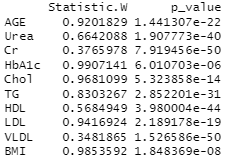 Statistic.W p_value
AGE 0.9201829 1.441307e-22
Urea 0.6642088 1.907773e-40
Cr 0.3765978 7.919456e-50
HbA1c 0.9907141 6.010703e-06
Chol 0.9681099 5.323858e-14
TG 0.8303267 2.852201e-31
HDL 0.5684949 3.980004e-44
LDL 0.9416924 2.189178e-19
VLDL 0.3481865 1.526586e-50
BMI 0.9853592 1.848369e-08